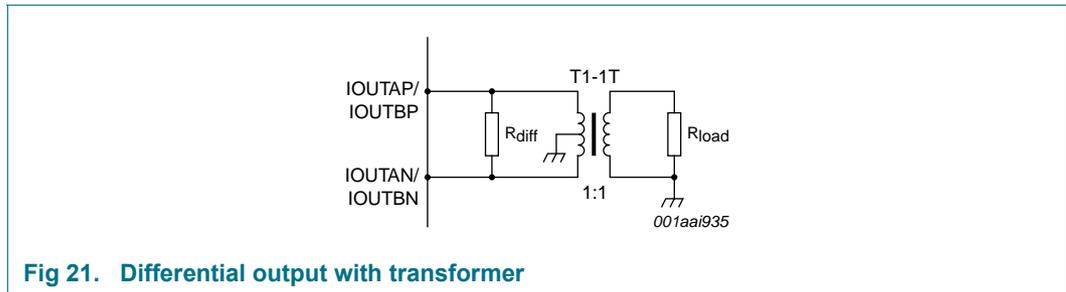 T1-1T
IOUTAP/
IOUTBP
Rdiff
Rload
IOUTAN/
IOUTBN
1:1
001aai935
Fig 21. Differential output with transformer